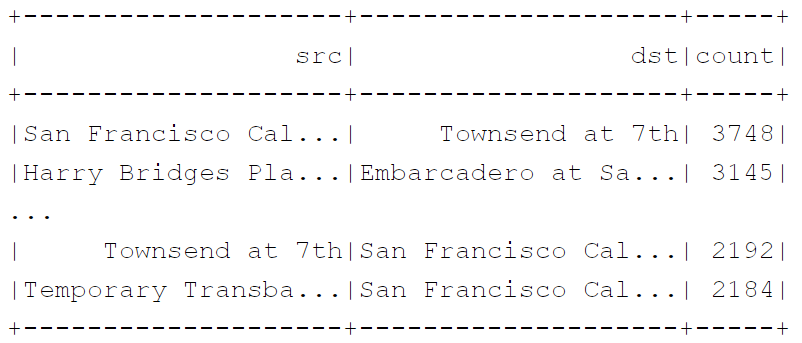 +--------------------+--------------------+-----+
|                 src|                 dst|count|
+--------------------+--------------------+-----+
|San Francisco Cal...|     Townsend at 7th| 3748|
|Harry Bridges Pla...|Embarcadero at Sa...| 3145|
...
|     Townsend at 7th|San Francisco Cal...| 2192|
|Temporary Transba...|San Francisco Cal...| 2184|
+--------------------+--------------------+-----+